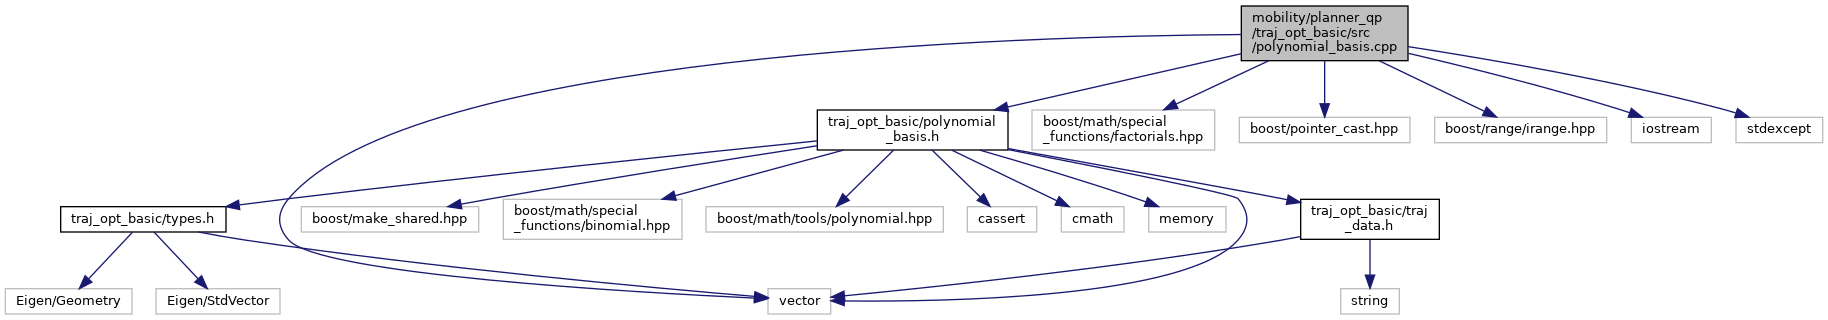 mobility/planner_qp
/traj_opt_basic/src
/polynomial_basis.cpp
traj_opt_basic/polynomial
_basis.h
boost/math/special
_functions/factorials.hpp
boost/pointer_cast.hpp
boost/range/irange.hpp
iostream
stdexcept
traj_opt_basic/types.h
boost/make_shared.hpp
boost/math/special
_functions/binomial.hpp
boost/math/tools/polynomial.hpp
cassert
cmath
memory
traj_opt_basic/traj
_data.h
Eigen/Geometry
Eigen/StdVector
vector
string